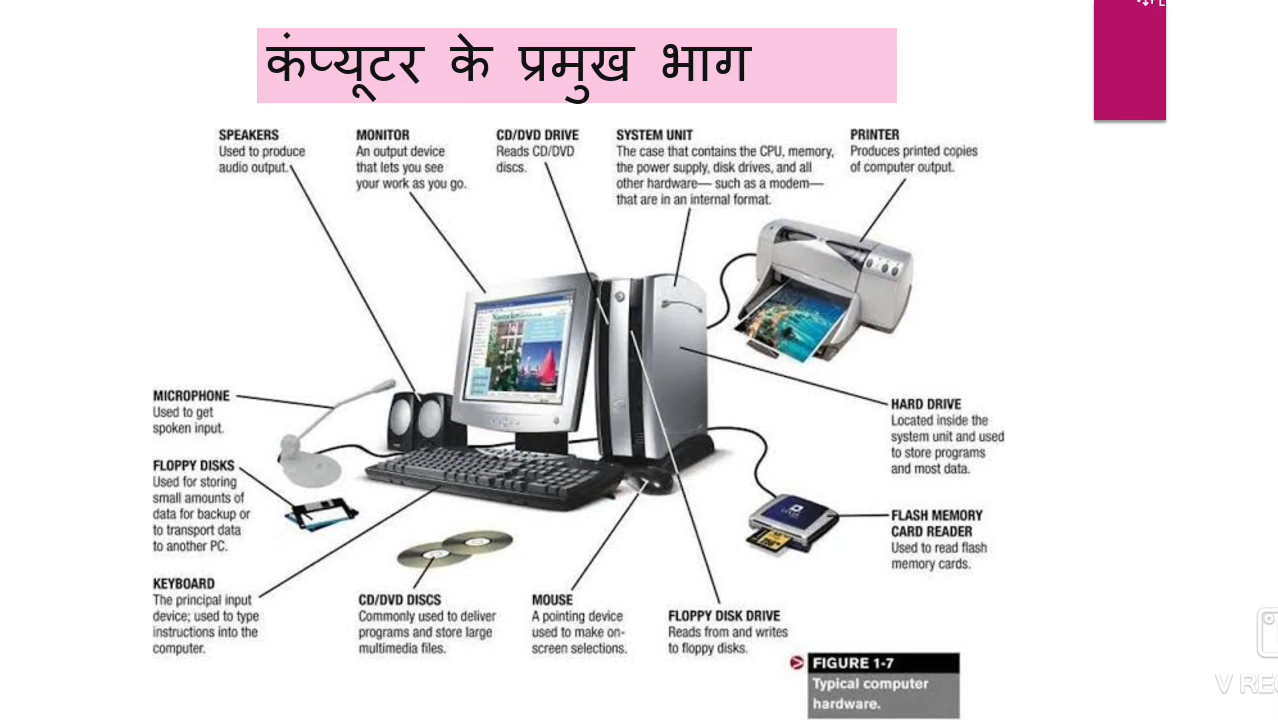 कंप्यूटर के प्रमुख भाग
SPEAKERS
Used to produce
audio output.
MONITOR
An output device
that lets you see
your work as you go.
CD/DVD DRIVE
Reads CD/DVD
discs.
SYSTEM UNIT
The case that contains the CPU, memory,
the power supply, disk drives, and all
other hardware— such as a modem—
that are in an internal format.
PRINTER
Produces printed copies
of computer output.
MICROPHONE
Used to get
spoken input.
FLOPPY DISKS
Used for storing
small amounts of
data for backup or
to transport data
to another PC.
KEYBOARD
The principal input
device; used to type
instructions into the
computer.
CD/DVD DISCS
Commonly used to deliver
programs and store large
multimedia files.
MOUSE
A pointing device
used to make on-
screen selections.
FLOPPY DISK DRIVE
Reads from and writes
to floppy disks.
HARD DRIVE
Located inside the
system unit and used
to store programs
and most data.
FLASH MEMORY
CARD READER
Used to read flash
memory cards.
FIGURE 1-7
Typical computer
hardware.
V REC